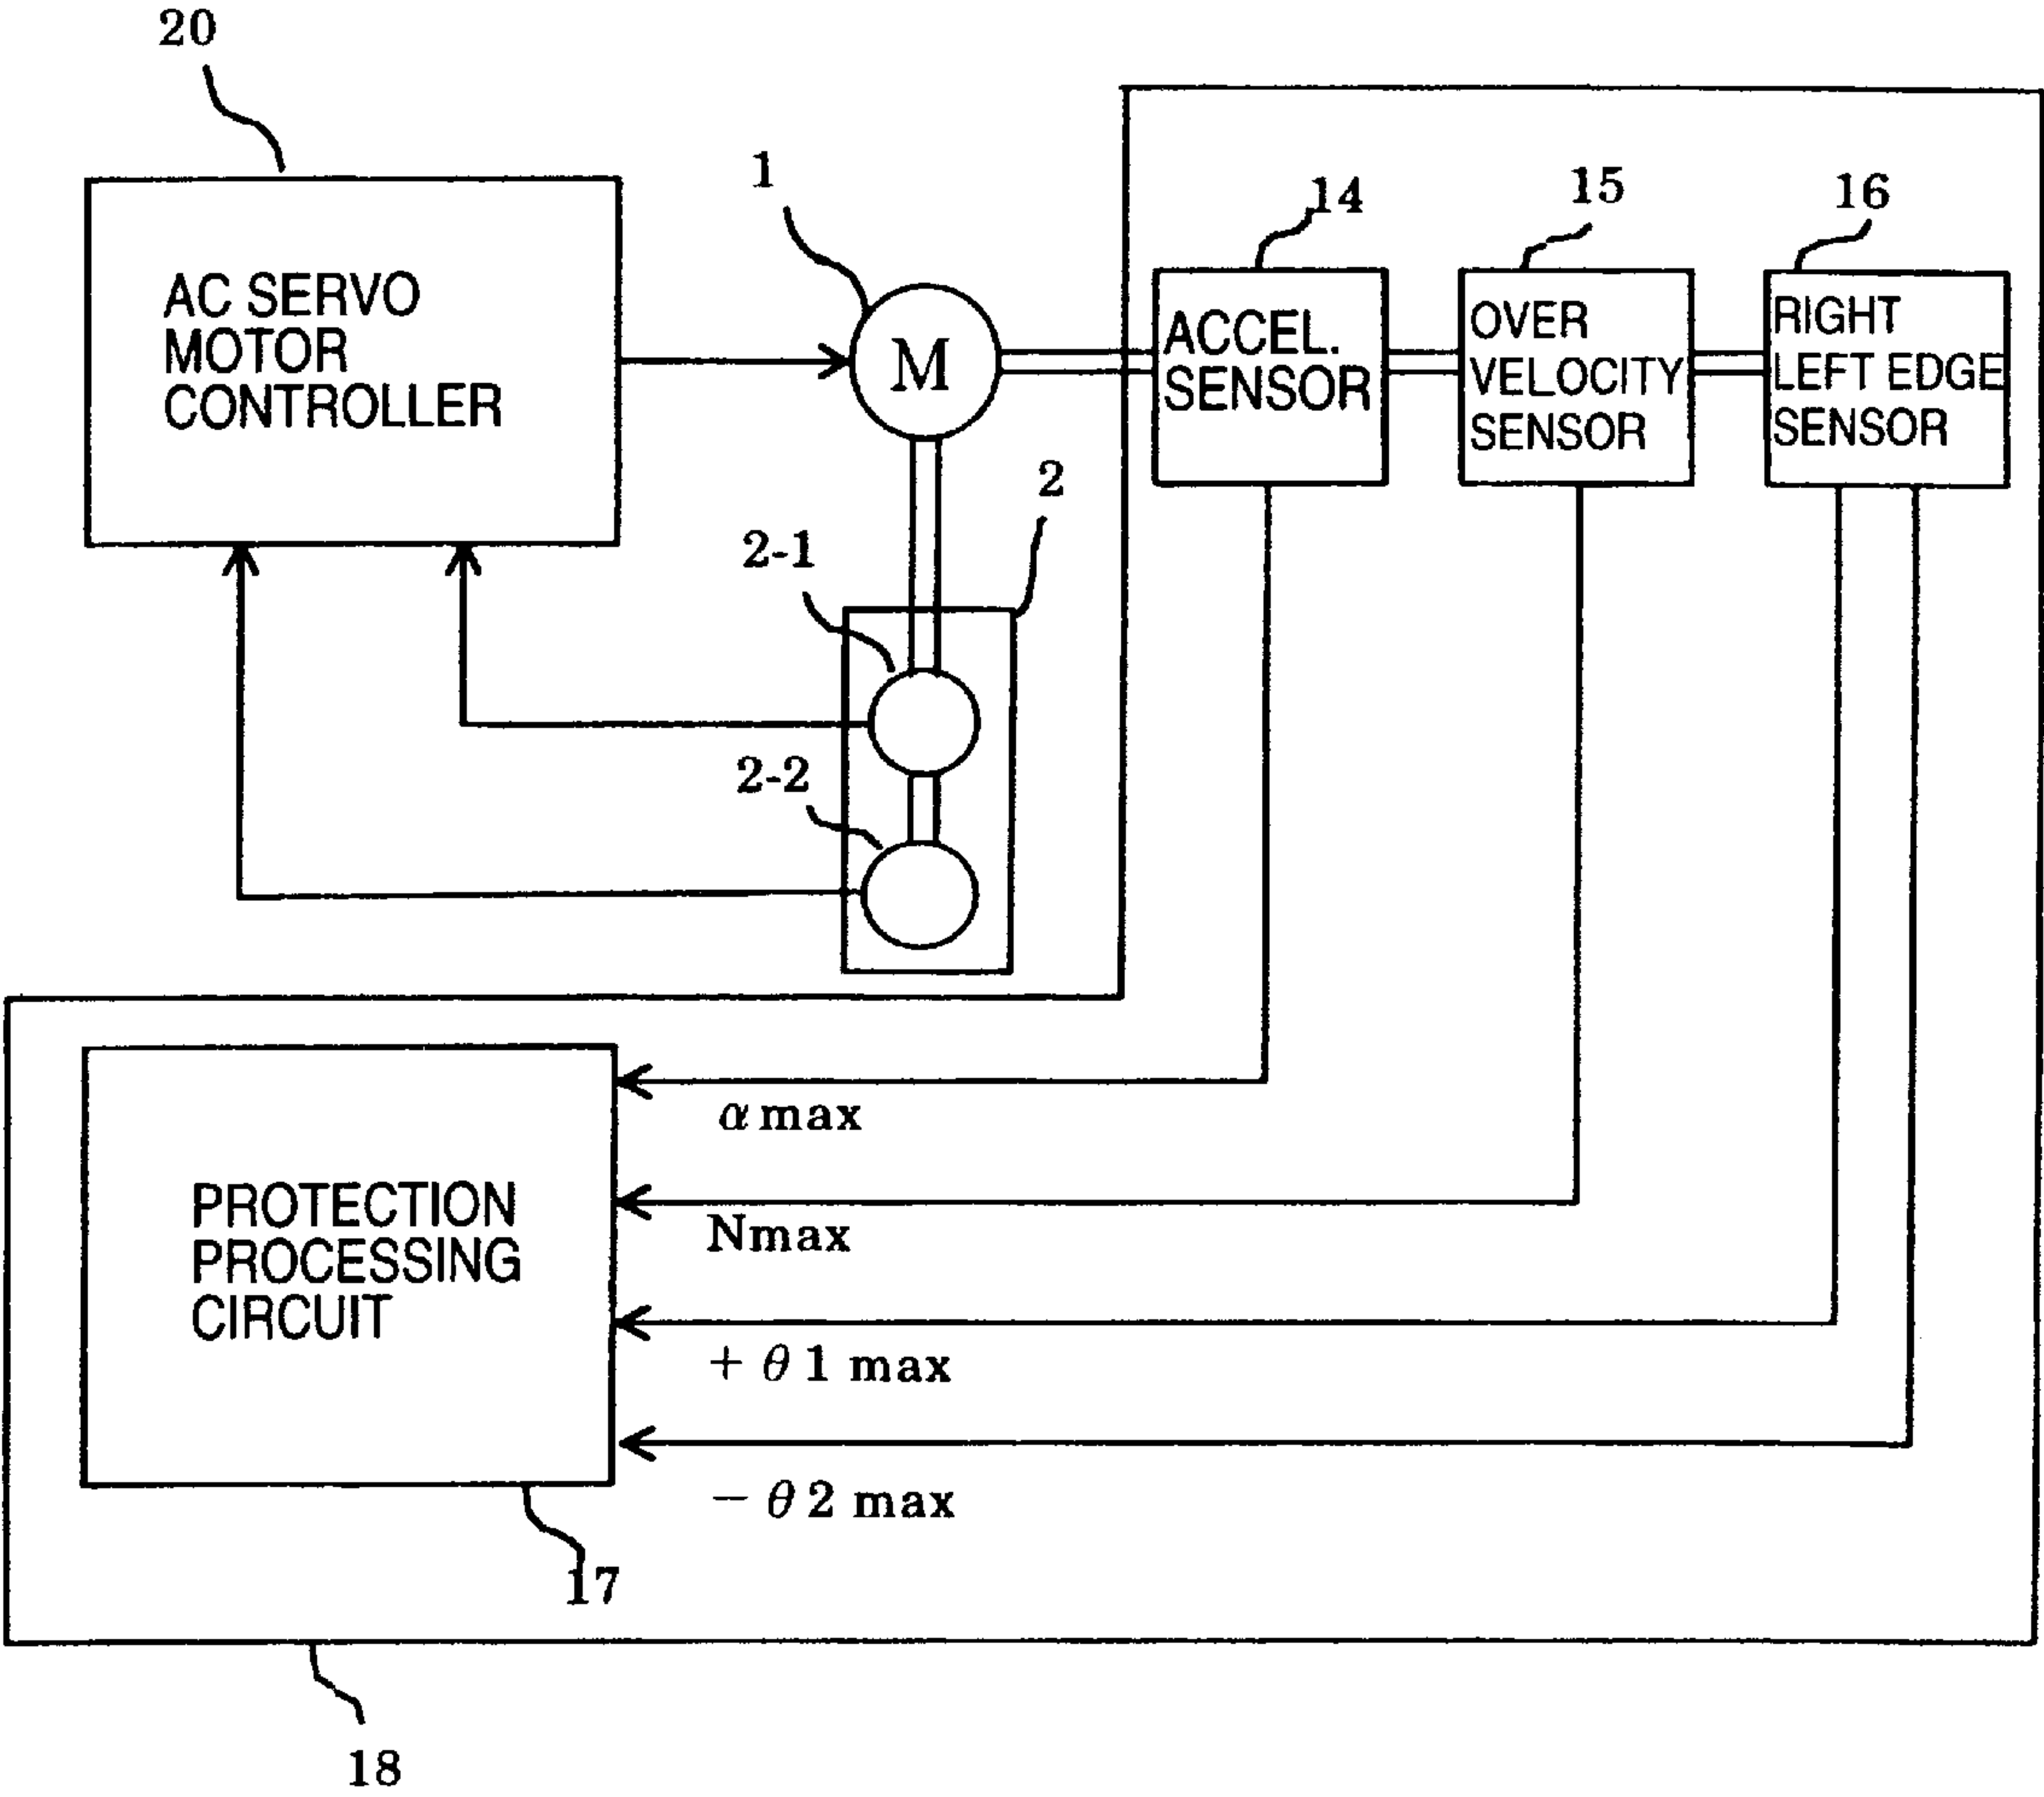 20
1
14
15
16
AC SERVO
MOTOR
CONTROLLER
M
ACCEL.
SENSOR
OVER
VELOCITY
SENSOR
RIGHT
LEFT EDGE
SENSOR
2
2-1
2-2
αmax
Nmax
+ θ 1 max
− θ 2 max
PROTECTION
PROCESSING
CIRCUIT
17
18